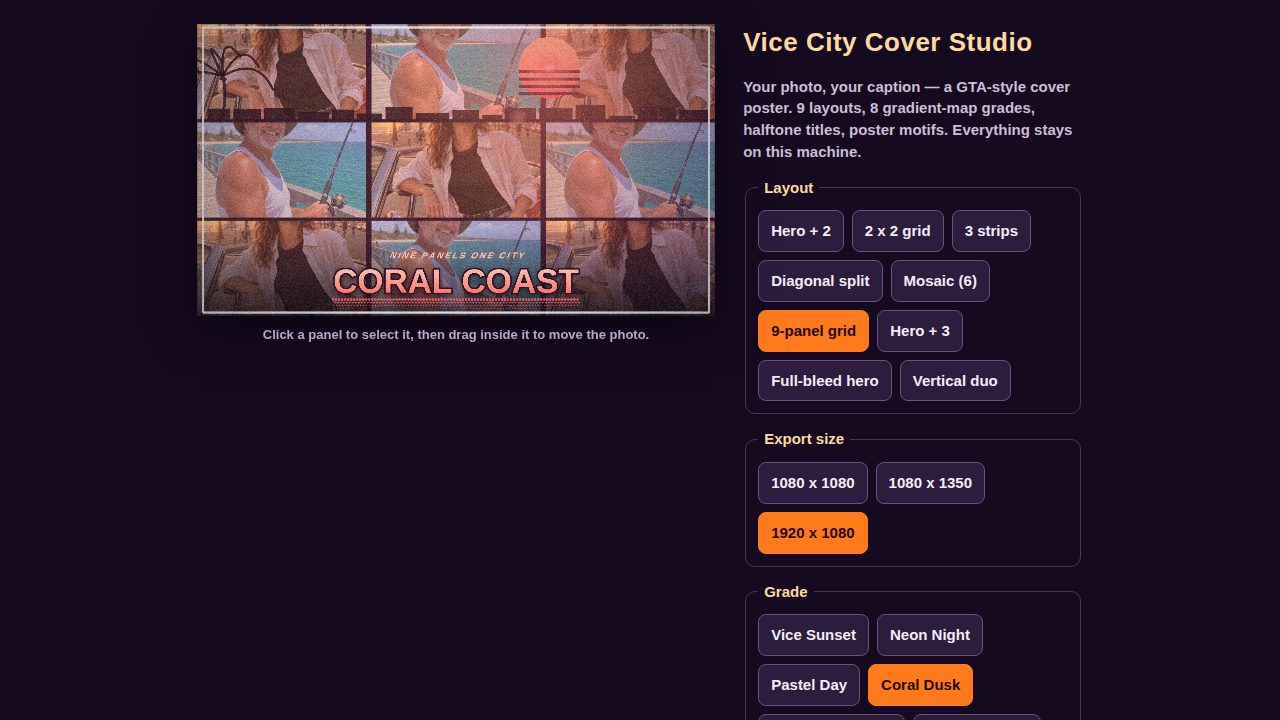 NINE PANELS ONE CITY
CORAL COAST
Click a panel to select it, then drag inside it to move the photo.
Vice City Cover Studio
Your photo, your caption — a GTA-style cover
poster. 9 layouts, 8 gradient-map grades,
halftone titles, poster motifs. Everything stays
on this machine.
Layout
Hero + 2
2 x 2 grid
3 strips
Diagonal split
Mosaic (6)
9-panel grid
Hero + 3
Full-bleed hero
Vertical duo
Export size
1080 x 1080
1080 x 1350
1920 x 1080
Grade
Vice Sunset
Neon Night
Pastel Day
Coral Dusk